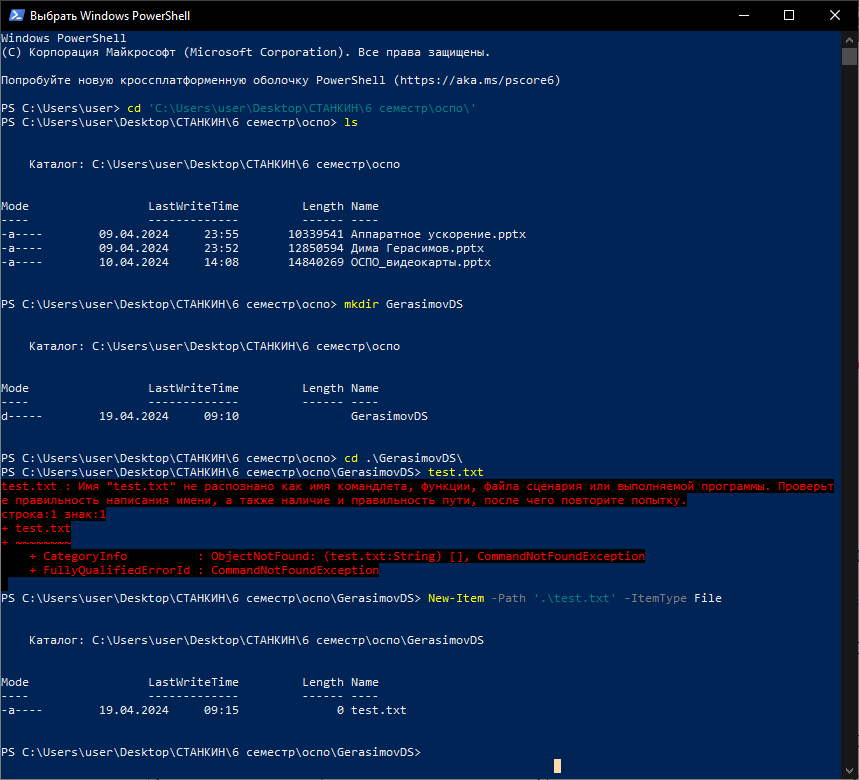 Выбрать Windows PowerShell
Windows PowerShell
(C) Корпорация Майкрософт (Microsoft Corporation). Все права защищены.
Попробуйте новую кроссплатформенную оболочку PowerShell (https://aka.ms/pscore6)
PS C:\Users\user> cd 'C:\Users\user\Desktop\СТАНКИН\6 семестр\оспо\'
PS C:\Users\user\Desktop\СТАНКИН\6 семестр\оспо> ls
    Каталог: C:\Users\user\Desktop\СТАНКИН\6 семестр\оспо
Mode                 LastWriteTime         Length Name
----                 -------------         ------ ----
-a----        09.04.2024     23:55       10339541 Аппаратное ускорение.pptx
-a----        09.04.2024     23:52       12850594 Дима Герасимов.pptx
-a----        10.04.2024     14:08       14840269 ОСПО_видеокарты.pptx
PS C:\Users\user\Desktop\СТАНКИН\6 семестр\оспо> mkdir GerasimovDS
    Каталог: C:\Users\user\Desktop\СТАНКИН\6 семестр\оспо
Mode                 LastWriteTime         Length Name
----                 -------------         ------ ----
d-----        19.04.2024     09:10                GerasimovDS
PS C:\Users\user\Desktop\СТАНКИН\6 семестр\оспо> cd .\GerasimovDS\
PS C:\Users\user\Desktop\СТАНКИН\6 семестр\оспо\GerasimovDS> test.txt
test.txt : Имя "test.txt" не распознано как имя командлета, функции, файла сценария или выполняемой программы. Проверьт
е правильность написания имени, а также наличие и правильность пути, после чего повторите попытку.
строка:1 знак:1
+ test.txt
+ ~~~~~~~~
    + CategoryInfo          : ObjectNotFound: (test.txt:String) [], CommandNotFoundException
    + FullyQualifiedErrorId : CommandNotFoundException
PS C:\Users\user\Desktop\СТАНКИН\6 семестр\оспо\GerasimovDS> New-Item -Path '.\test.txt' -ItemType File
    Каталог: C:\Users\user\Desktop\СТАНКИН\6 семестр\оспо\GerasimovDS
Mode                 LastWriteTime         Length Name
----                 -------------         ------ ----
-a----        19.04.2024     09:15              0 test.txt
PS C:\Users\user\Desktop\СТАНКИН\6 семестр\оспо\GerasimovDS>